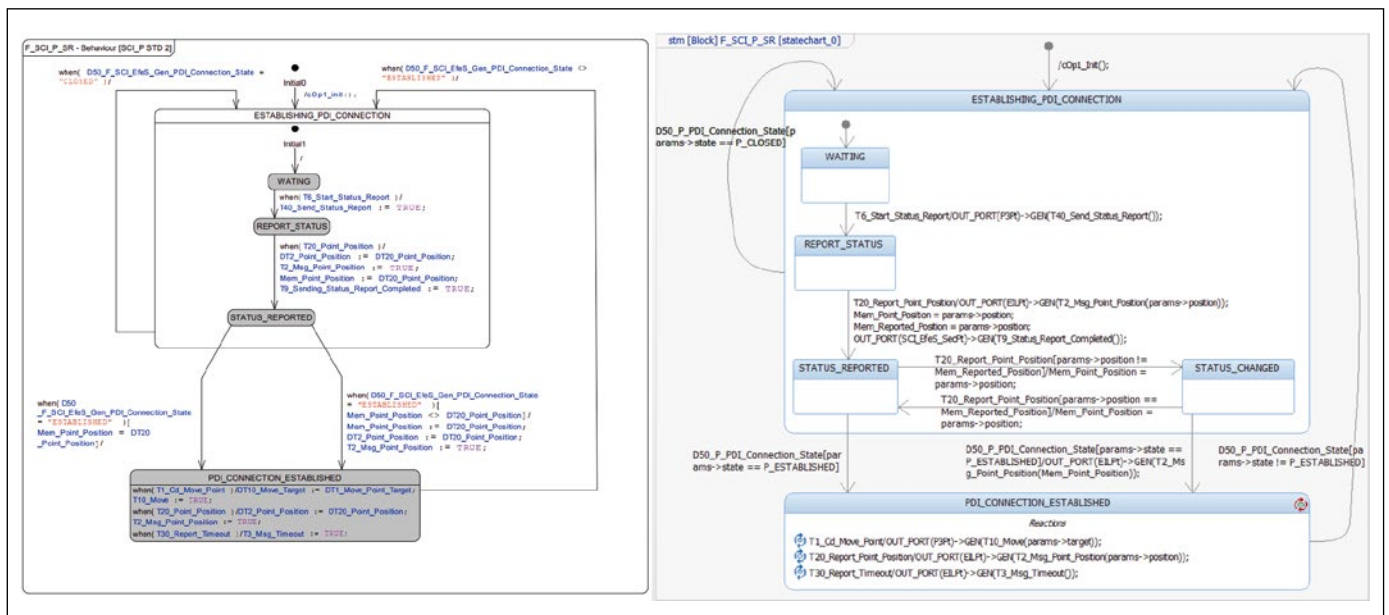 F_SCI_P_SR - Behaviour [SCI_P STD 2]
when( D50_F_SCI_EfeS_Gen_PDI_Connection_State =
"CLOSED" )/
when( D50_F_SCI_EfeS_Gen_PDI_Connection_State <>
"ESTABLISHED" )/
Initial0
/cOp1_init();
ESTABLISHING_PDI_CONNECTION
Initial1
/
WATING
when( T6_Start_Status_Report )/
T40_Send_Status_Report := TRUE;
REPORT_STATUS
when( T20_Point_Position )/
DT2_Point_Position := DT20_Point_Position;
T2_Msg_Point_Position := TRUE;
Mem_Point_Position := DT20_Point_Position;
T9_Sending_Status_Report_Completed := TRUE;
STATUS_REPORTED
when( D50
_F_SCI_EfeS_Gen_PDI_Connection_State
= "ESTABLISHED" )[
Mem_Point_Position = DT20
_Point_Position]/
when( D50_F_SCI_EfeS_Gen_PDI_Connection_State
= "ESTABLISHED" )[
Mem_Point_Position <> DT20_Point_Position]/
Mem_Point_Position := DT20_Point_Position;
DT2_Point_Position := DT20_Point_Position;
T2_Msg_Point_Position := TRUE;
PDI_CONNECTION_ESTABLISHED
when( T1_Cd_Move_Point )/DT10_Move_Target := DT1_Move_Point_Target;
T10_Move := TRUE;
when( T20_Point_Position )/DT2_Point_Position := DT20_Point_Position;
T2_Msg_Point_Position := TRUE;
when( T30_Report_Timeout )/T3_Msg_Timeout := TRUE;
stm [Block] F_SCI_P_SR [statechart_0]
/cOp1_Init();
ESTABLISHING_PDI_CONNECTION
D50_P_PDI_Connection_State[p
arams->state == P_CLOSED]
WAITING
T6_Start_Status_Report/OUT_PORT(P3Pt)->GEN(T40_Send_Status_Report());
REPORT_STATUS
T20_Report_Point_Position/OUT_PORT(EILPt)->GEN(T2_Msg_Point_Position(params->position));
Mem_Point_Position = params->position;
Mem_Reported_Position = params->position;
OUT_PORT(SCI_EfeS_SecPt)->GEN(T9_Status_Report_Completed());
STATUS_REPORTED
T20_Report_Point_Position[params->position !=
Mem_Reported_Position]/Mem_Point_Position =
params->position;
STATUS_CHANGED
T20_Report_Point_Position[params->position ==
Mem_Reported_Position]/Mem_Point_Position =
params->position;
D50_P_PDI_Connection_State[par
ams->state == P_ESTABLISHED]
D50_P_PDI_Connection_State[params->state ==
P_ESTABLISHED]/OUT_PORT(EILPt)->GEN(T2_Ms
g_Point_Position(Mem_Point_Position));
D50_P_PDI_Connection_State[pa
rams->state != P_ESTABLISHED]
PDI_CONNECTION_ESTABLISHED
Reactions
T1_Cd_Move_Point/OUT_PORT(P3Pt)->GEN(T10_Move(params->target));
T20_Report_Point_Position/OUT_PORT(EILPt)->GEN(T2_Msg_Point_Position(params->position));
T30_Report_Timeout/OUT_PORT(EILPt)->GEN(T3_Msg_Timeout());